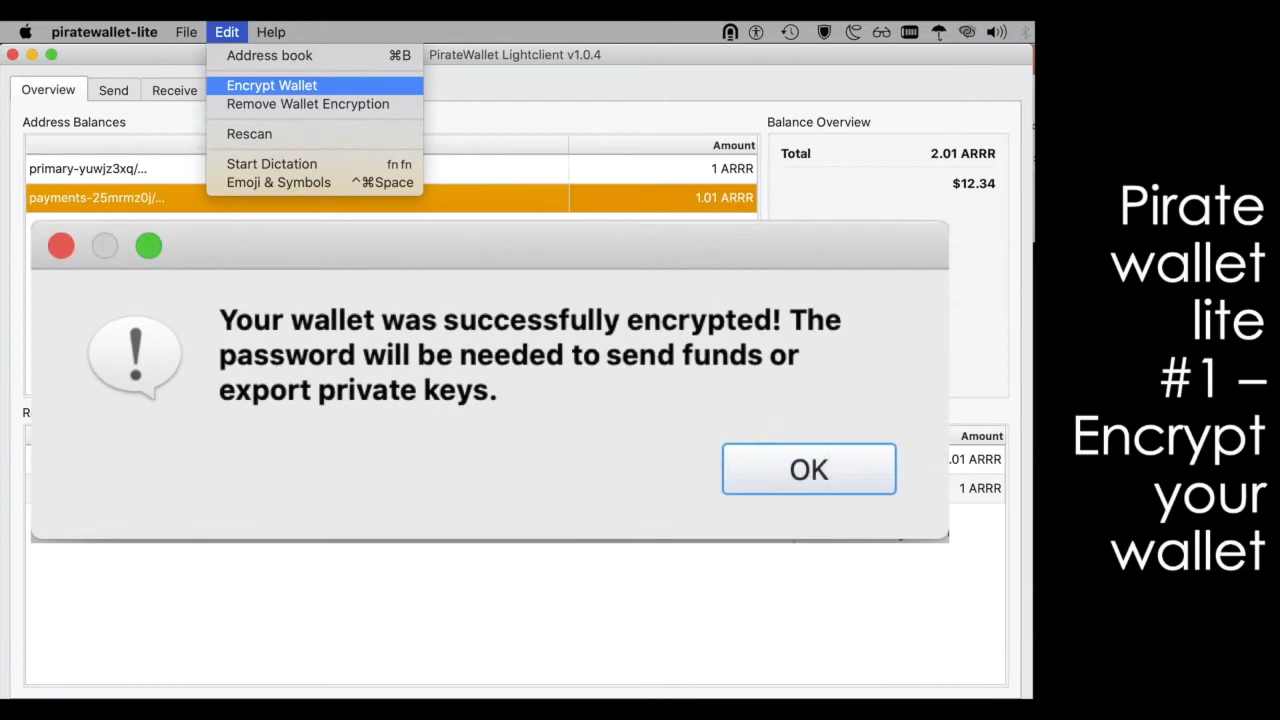 piratewallet-lite File Edit Help
Address book ⌘B
PirateWallet Lightclient v1.0.4
Overview Send Receive
Encrypt Wallet
Remove Wallet Encryption
Rescan
Start Dictation fn fn
Emoji & Symbols ^⌘Space
Address Balances
Amount
primary-yuwjz3xq/... 1 ARRR
payments-25mrmz0j/... 1.01 ARRR
Balance Overview
Total 2.01 ARRR
$12.34
Your wallet was successfully encrypted! The
password will be needed to send funds or
export private keys.
OK
Amount
.01 ARRR
1 ARRR
Pirate
wallet
lite
#1 –
Encrypt
your
wallet